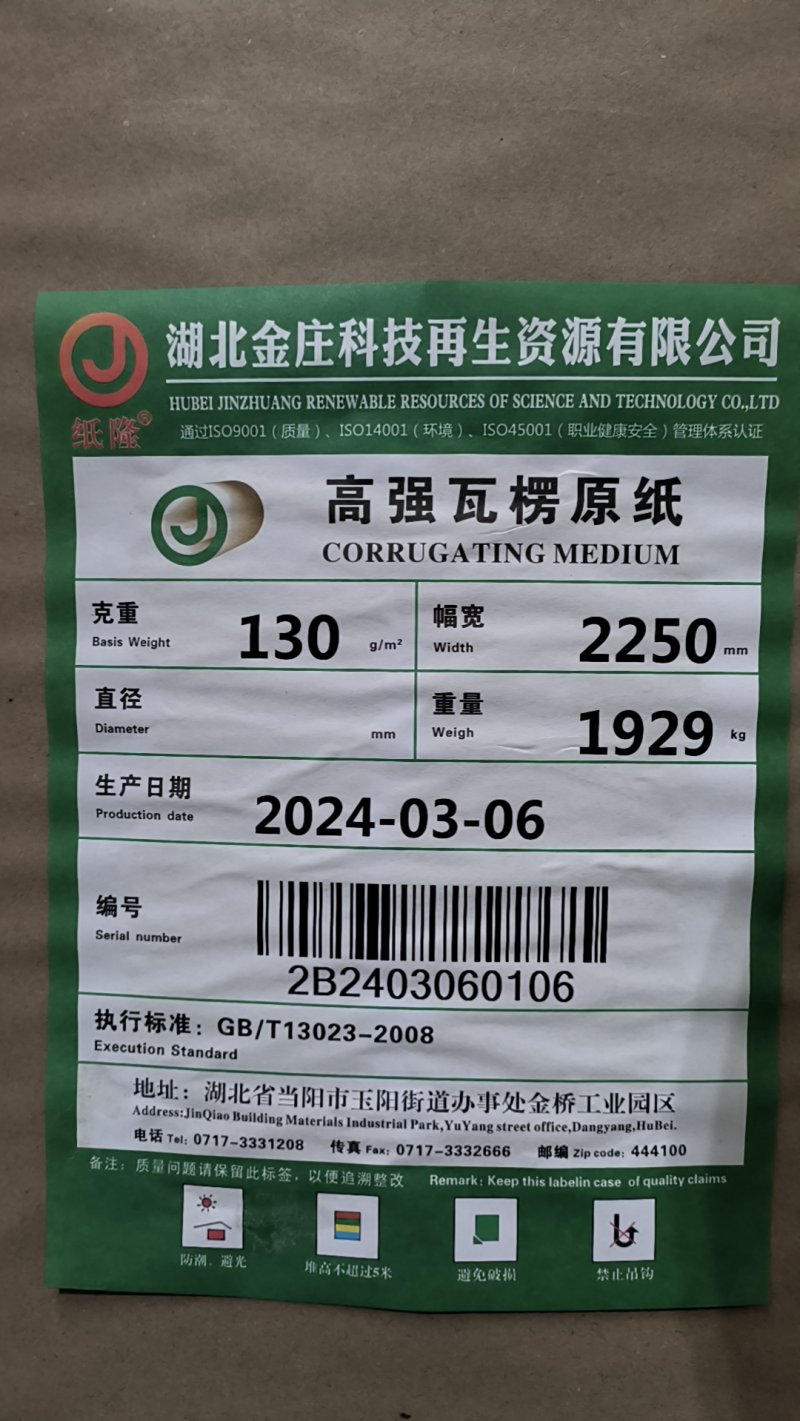 湖北金庄科技再生资源有限公司
HUBEI JINZHUANG RENEWABLE RESOURCES OF SCIENCE AND TECHNOLOGY CO.,LTD
纸隆®
通过ISO9001（质量）、ISO14001（环境）、ISO45001（职业健康安全）管理体系认证
高强瓦楞原纸
CORRUGATING MEDIUM
克重
Basis Weight
130 g/m²
幅宽
Width
2250 mm
直径
Diameter
mm
重量
Weigh
1929 kg
生产日期
Production date
2024-03-06
编号
Serial number
2B2403060106
执行标准：GB/T13023-2008
Execution Standard
地址：湖北省当阳市玉阳街道办事处金桥工业园区
Address:JinQiao Building Materials Industrial Park,YuYang street office,Dangyang,HuBei.
电话 Tel: 0717-3331208 传真 Fax: 0717-3332666 邮编 Zip code: 444100
备注：质量问题请保留此标签，以便追溯整改 Remark: Keep this labelin case of quality claims
防潮、避光
堆高不超过5米
避免破损
禁止吊钩